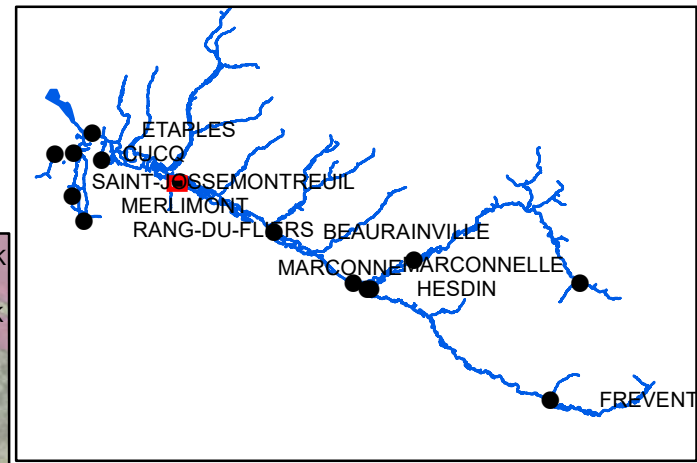 ETAPLES
CUCQ
SAINT-JOSSE
MONTREUIL
MERLIMONT
RANG-DU-FLIERS
BEAURAINVILLE
MARCONNE
MARCONNELLE
HESDIN
FREVENT
K
K